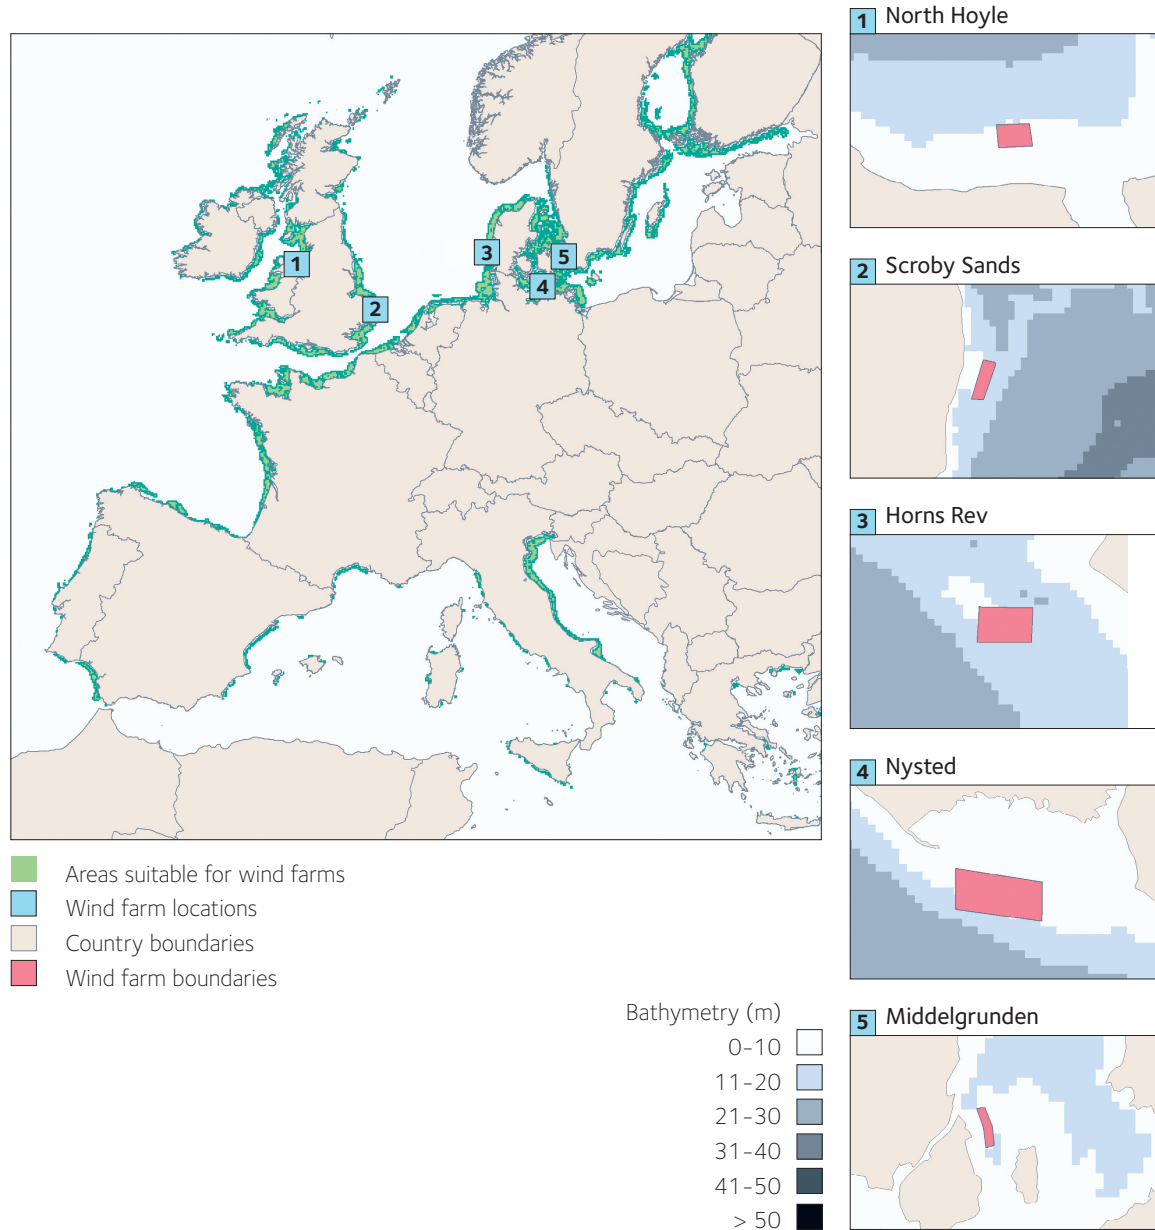 1
2
3
4
5
Areas suitable for wind farms
Wind farm locations
Country boundaries
Wind farm boundaries
Bathymetry (m)
0-10
11-20
21-30
31-40
41-50
> 50
1 North Hoyle
2 Scroby Sands
3 Horns Rev
4 Nysted
5 Middelgrunden